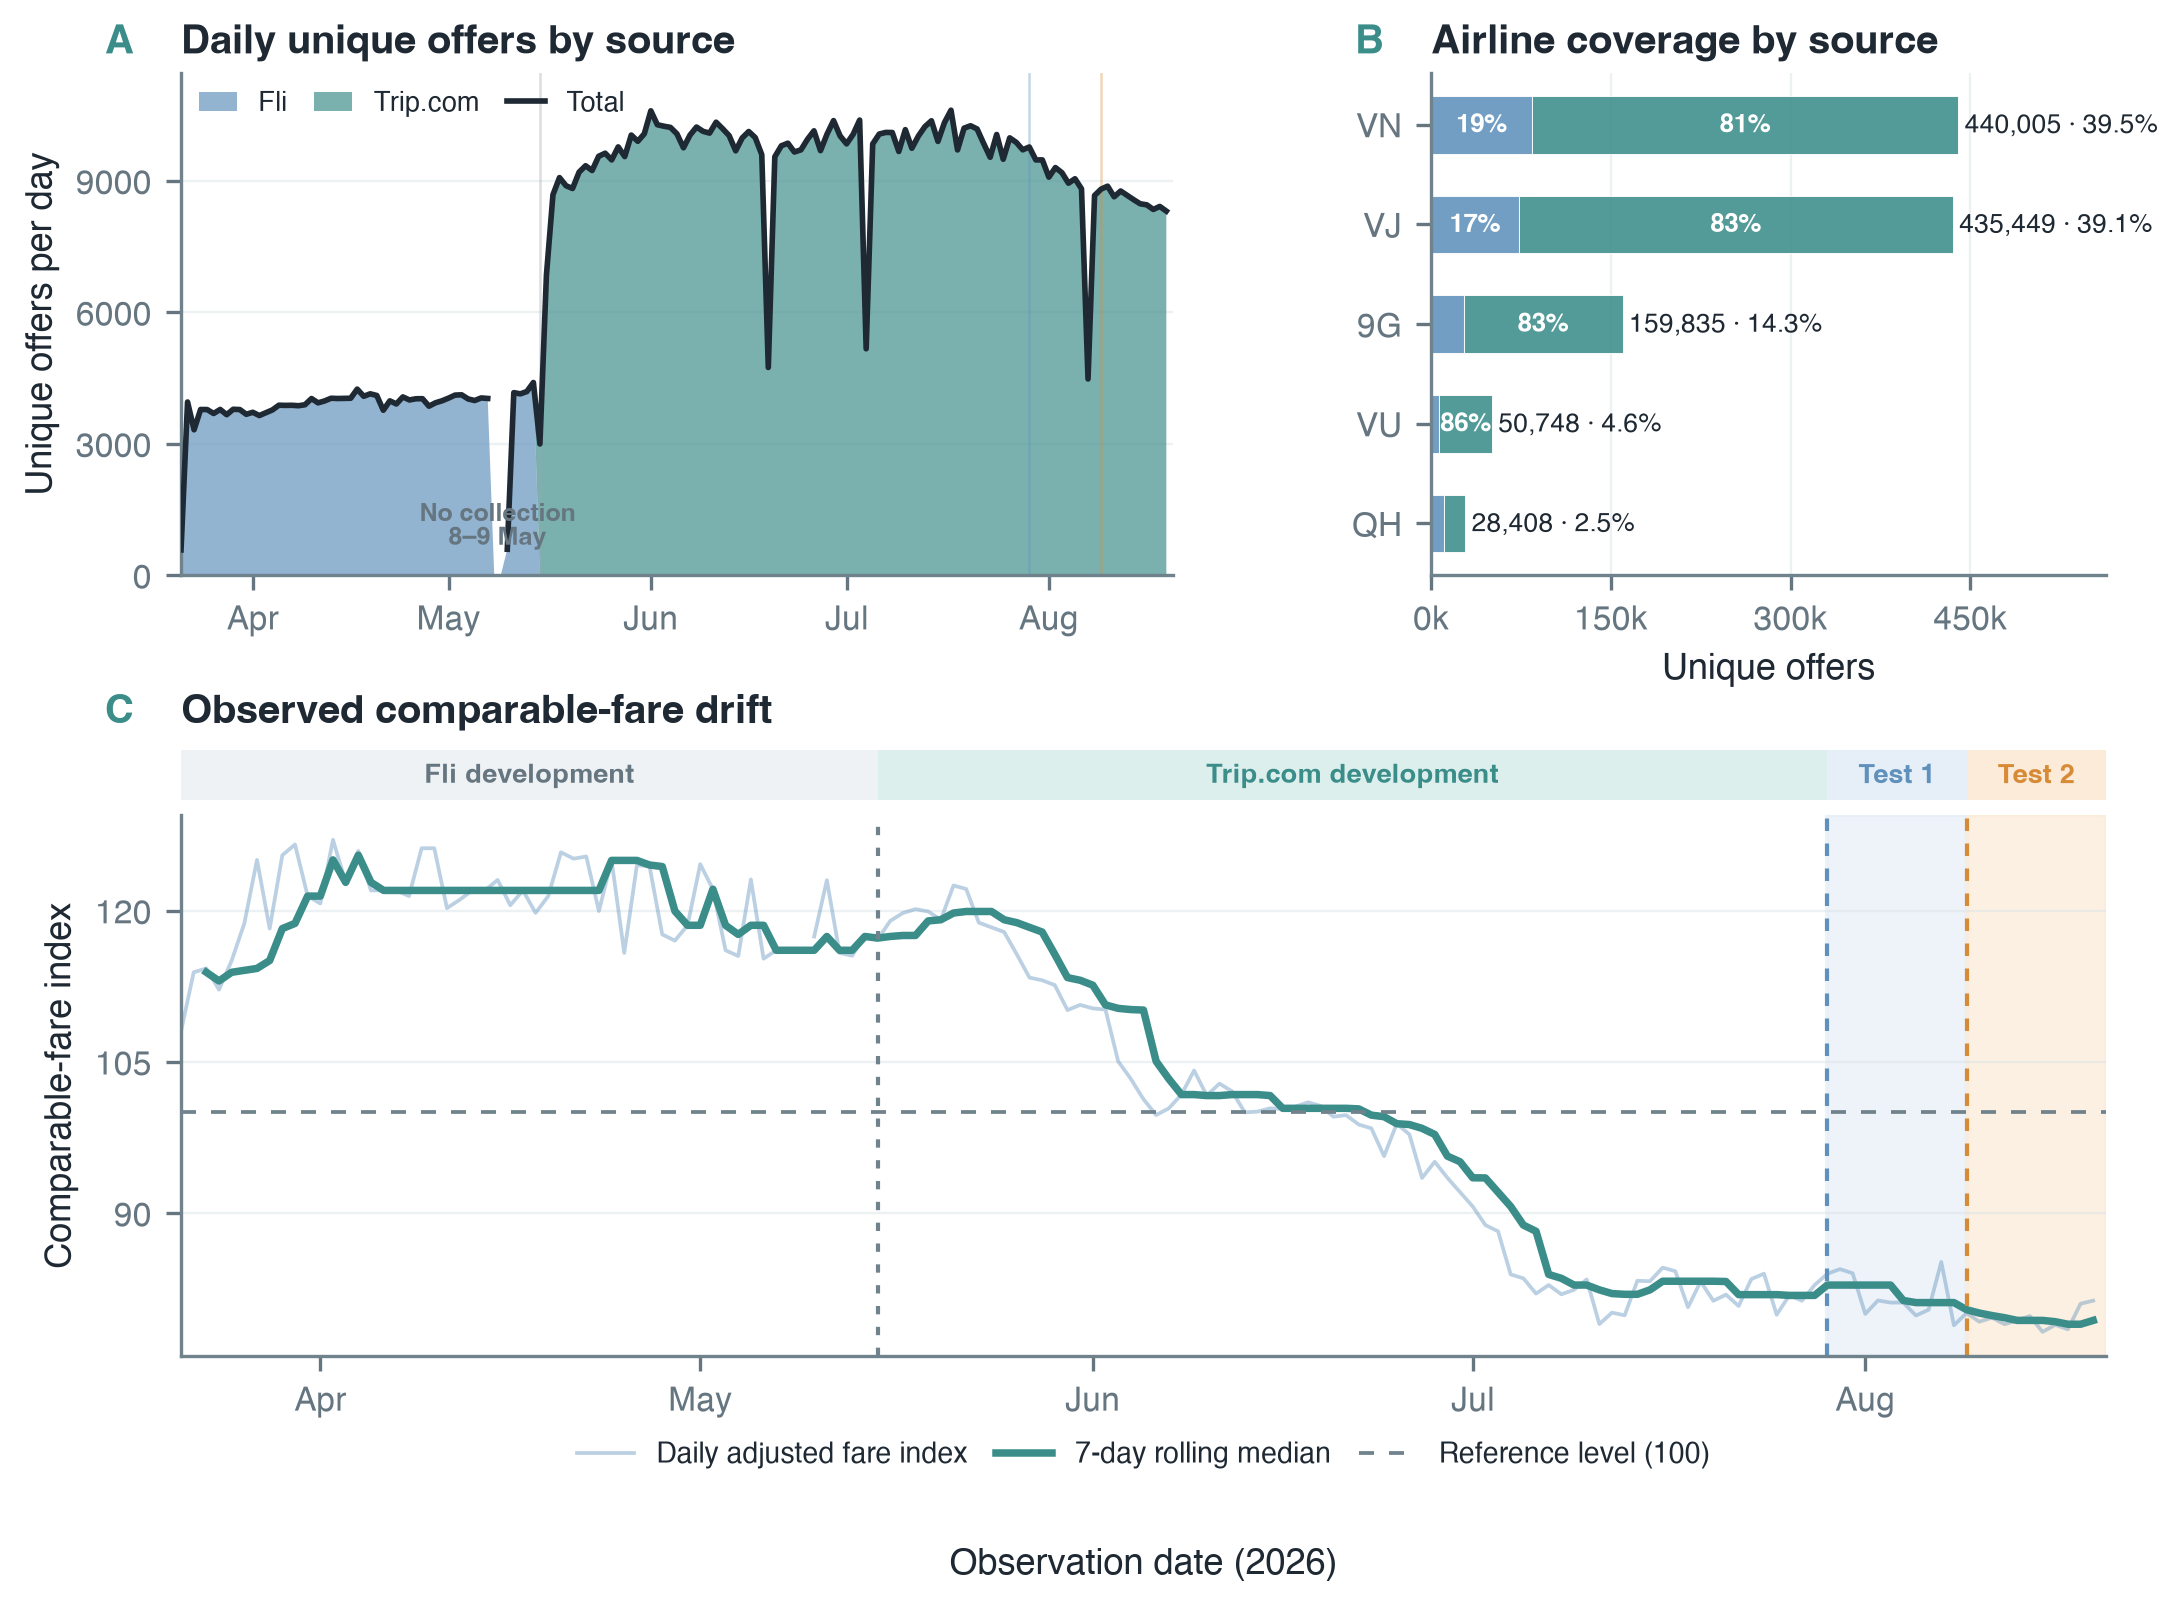 A Daily unique offers by source
Fli Trip.com Total
Unique offers per day
9000
6000
3000
0
No collection
8–9 May
Apr May Jun Jul Aug
B Airline coverage by source
VN 19% 81% 440,005 · 39.5%
VJ 17% 83% 435,449 · 39.1%
9G 83% 159,835 · 14.3%
VU 86% 50,748 · 4.6%
QH 28,408 · 2.5%
0k 150k 300k 450k
Unique offers
C Observed comparable-fare drift
Fli development Trip.com development Test 1 Test 2
Comparable-fare index
120
105
90
Apr May Jun Jul Aug
Daily adjusted fare index 7-day rolling median Reference level (100)
Observation date (2026)